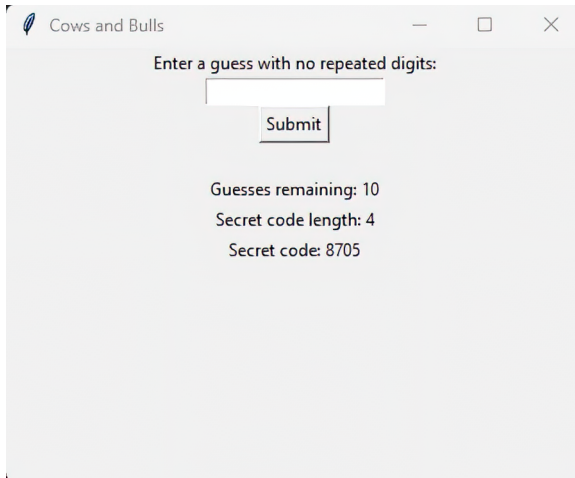 Cows and Bulls
Enter a guess with no repeated digits:
Submit
Guesses remaining: 10
Secret code length: 4
Secret code: 8705